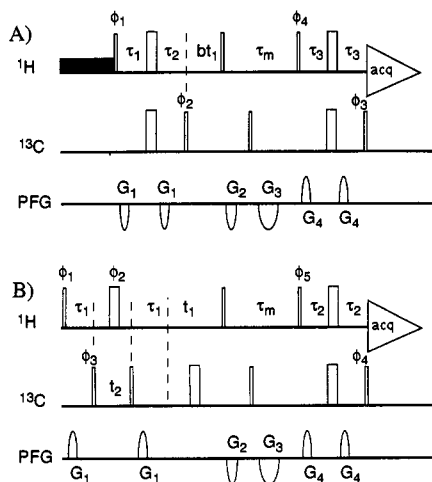 A)
ϕ1 ϕ4
1H τ1 τ2 bt1 τm τ3 τ3 acq
ϕ2 ϕ3
13C
PFG G1 G1 G2 G3 G4 G4
B)
ϕ1 ϕ2 ϕ5
1H τ1 τ1 t1 τm τ2 τ2 acq
ϕ3 ϕ4
13C t2
PFG G1 G1 G2 G3 G4 G4